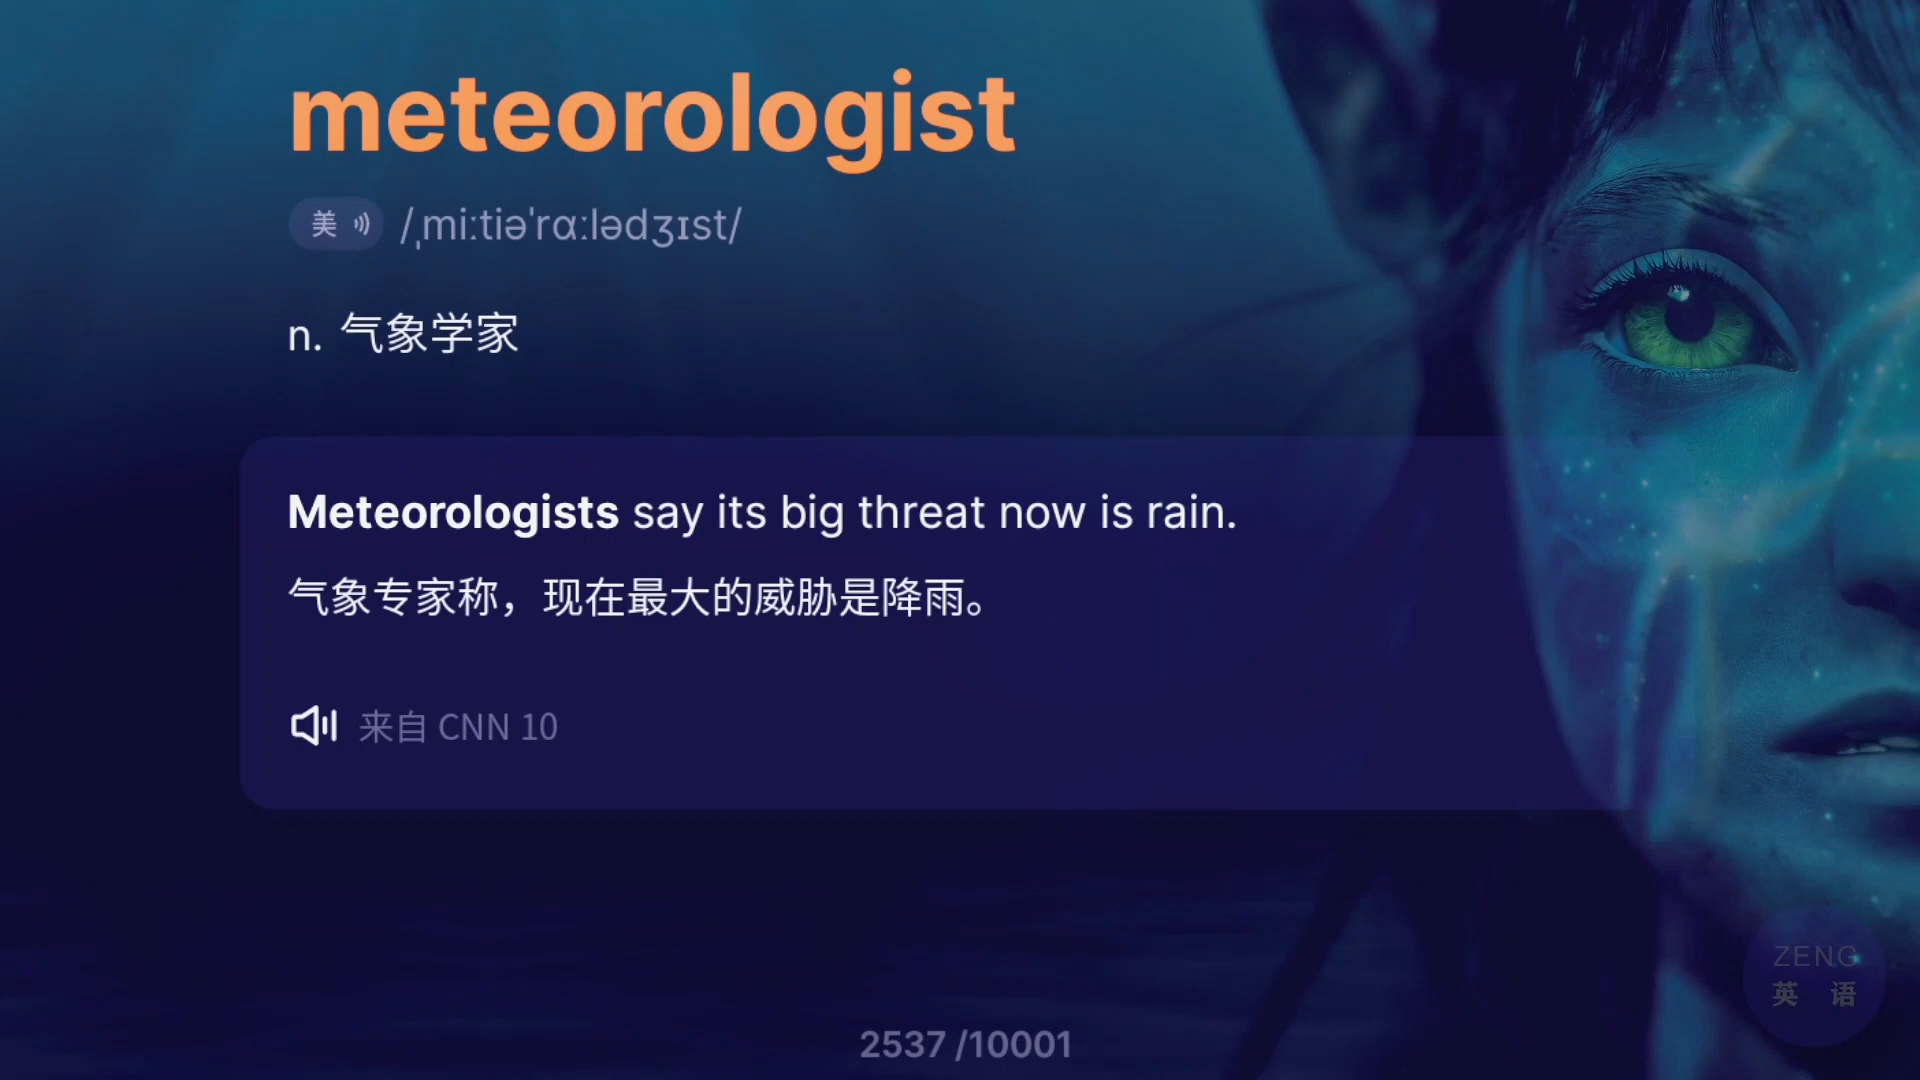 meteorologist
美 /ˌmiːtiəˈrɑːlədʒɪst/
n. 气象学家
Meteorologists say its big threat now is rain.
气象专家称，现在最大的威胁是降雨。
来自 CNN 10
ZENG
英 语
2537 /10001